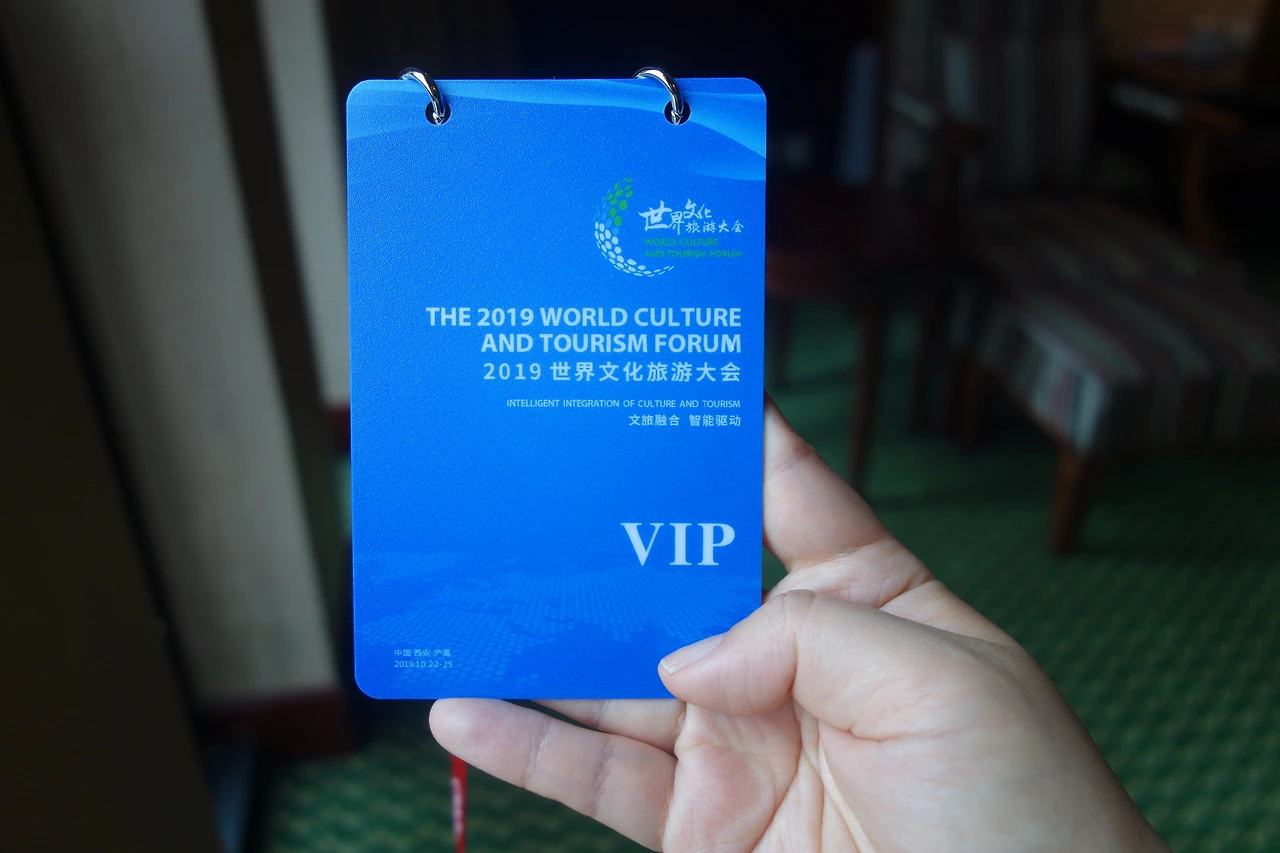 世界文化
旅游大会
WORLD CULTURE
AND TOURISM FORUM
THE 2019 WORLD CULTURE
AND TOURISM FORUM
2019 世界文化旅游大会
INTELLIGENT INTEGRATION OF CULTURE AND TOURISM
文旅融合 智能驱动
VIP
中国·西安·浐灞
2019.10.22-25